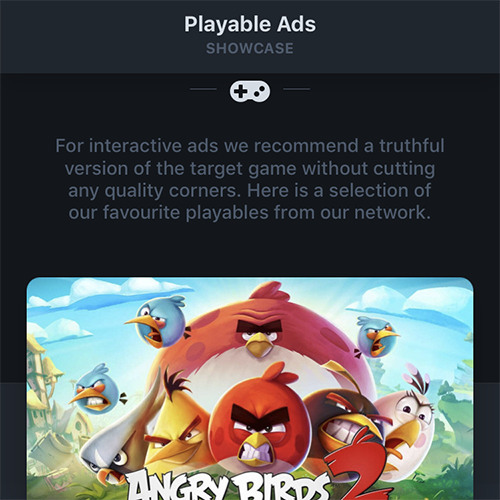 Playable Ads
SHOWCASE
For interactive ads we recommend a truthful
version of the target game without cutting
any quality corners. Here is a selection of
our favourite playables from our network.
ANGRY BIRDS 2